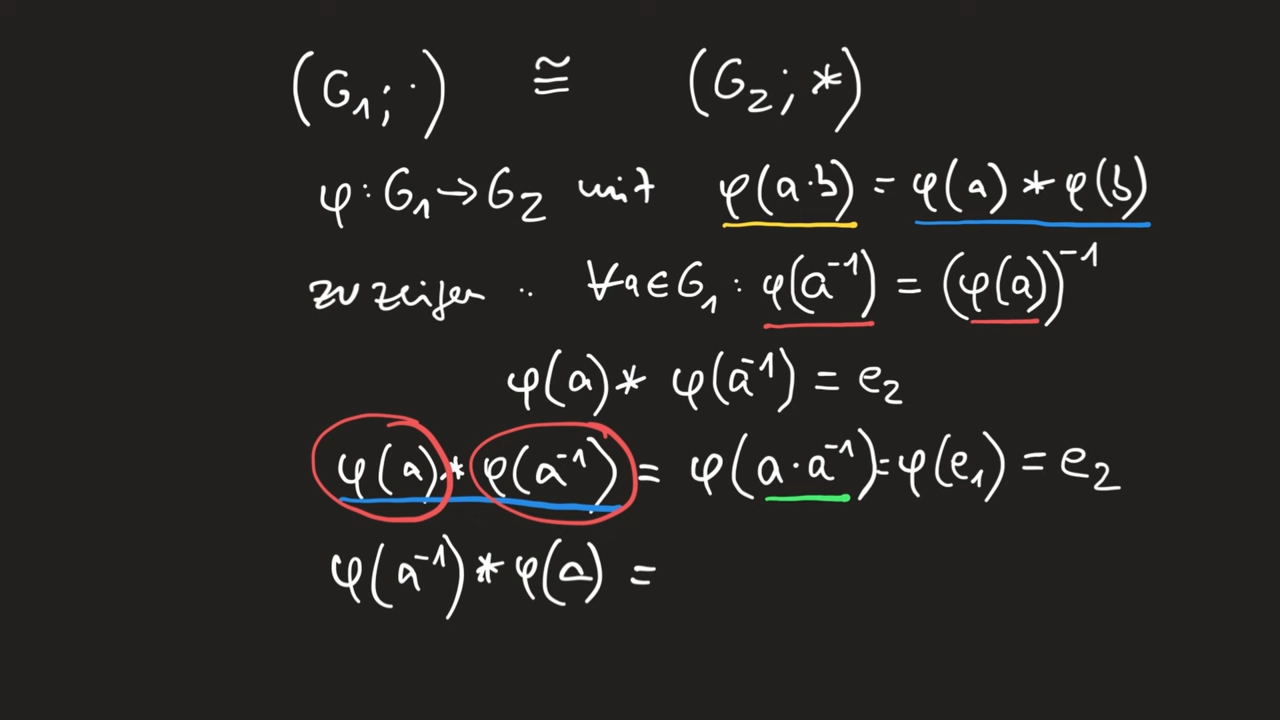 (G₁; ·) ≅ (G₂; *)
φ: G₁ → G₂ mit φ(a·b) = φ(a) * φ(b)
zu zeigen : ∀a∈G₁ : φ(a⁻¹) = (φ(a))⁻¹
φ(a) * φ(a⁻¹) = e₂
φ(a) * φ(a⁻¹) = φ(a·a⁻¹) = φ(e₁) = e₂
φ(a⁻¹) * φ(a) =